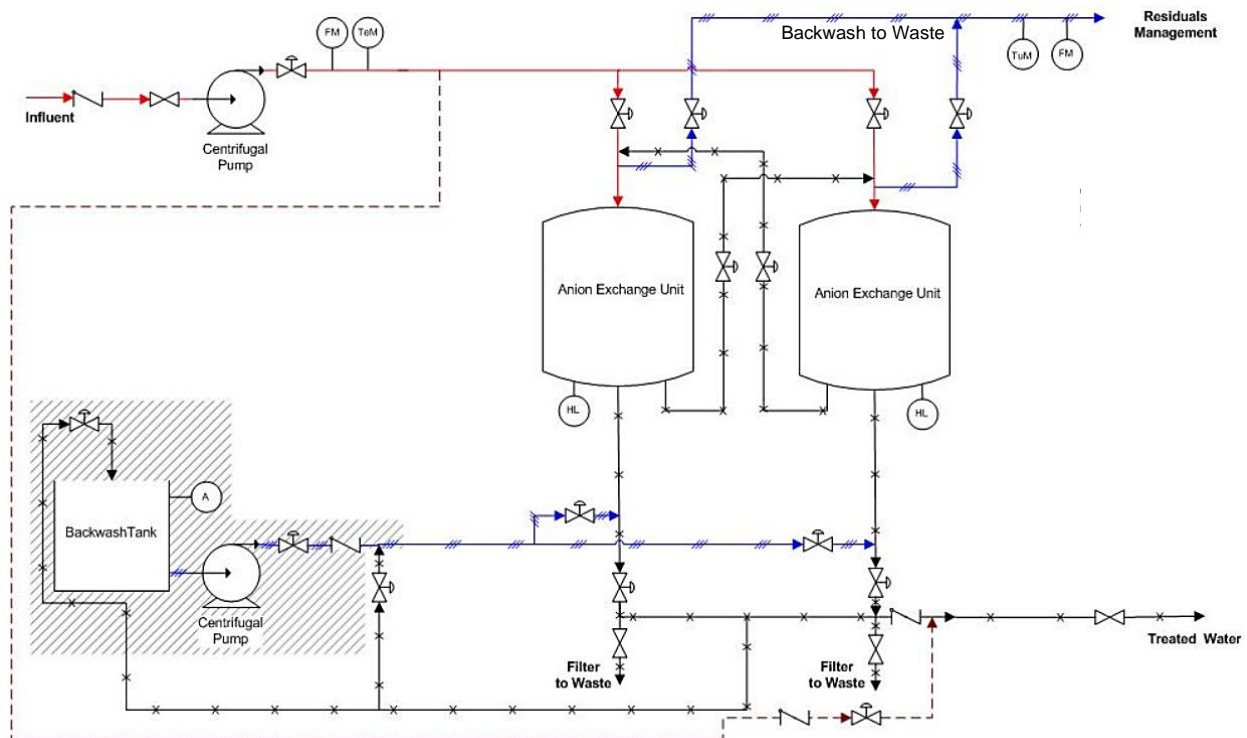 Backwash to Waste
Residuals
Management
FM
TeM
TuM
FM
Influent
Centrifugal
Pump
Anion Exchange Unit
Anion Exchange Unit
HL
HL
A
BackwashTank
Centrifugal
Pump
Filter
to Waste
Filter
to Waste
Treated Water